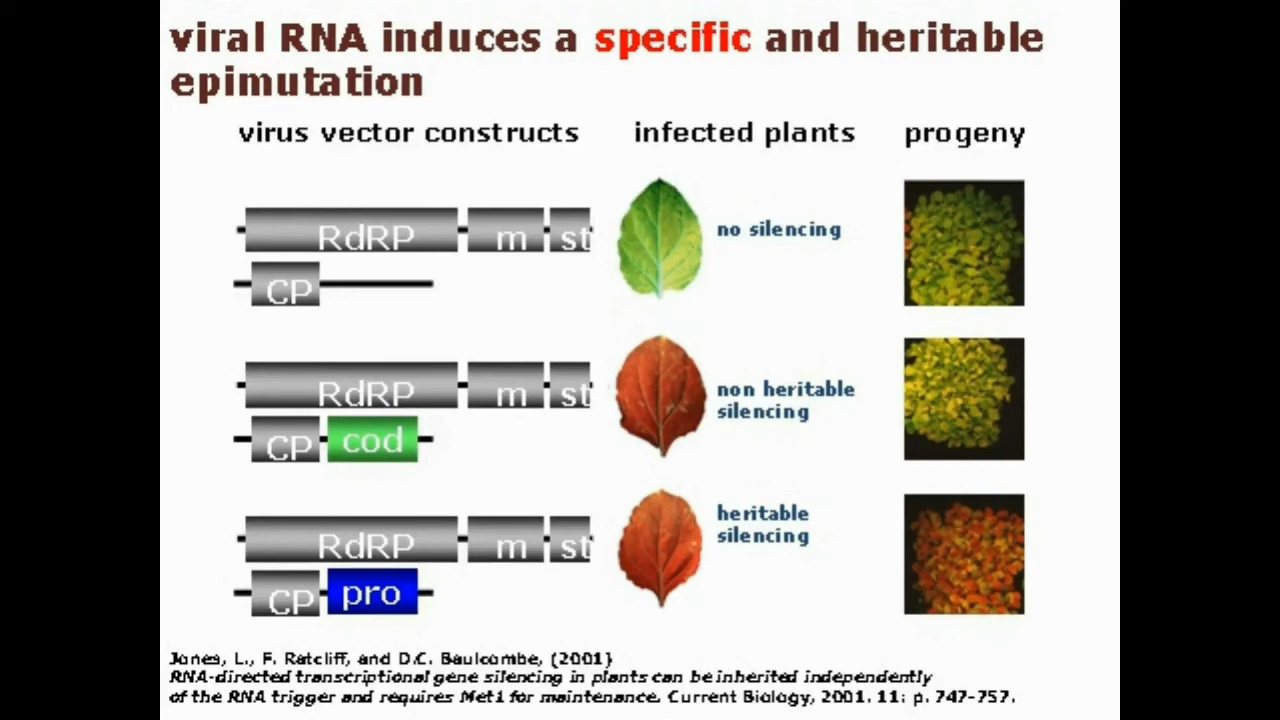 viral RNA induces a specific and heritable
epimutation
virus vector constructs
infected plants
progeny
RdRP m st
CP
no silencing
RdRP m st
CP cod
non heritable
silencing
RdRP m st
CP pro
heritable
silencing
Jones, L., F. Ratcliff, and D.C. Baulcombe, (2001)
RNA-directed transcriptional gene silencing in plants can be inherited independently
of the RNA trigger and requires Met1 for maintenance. Current Biology, 2001. 11: p. 747-757.